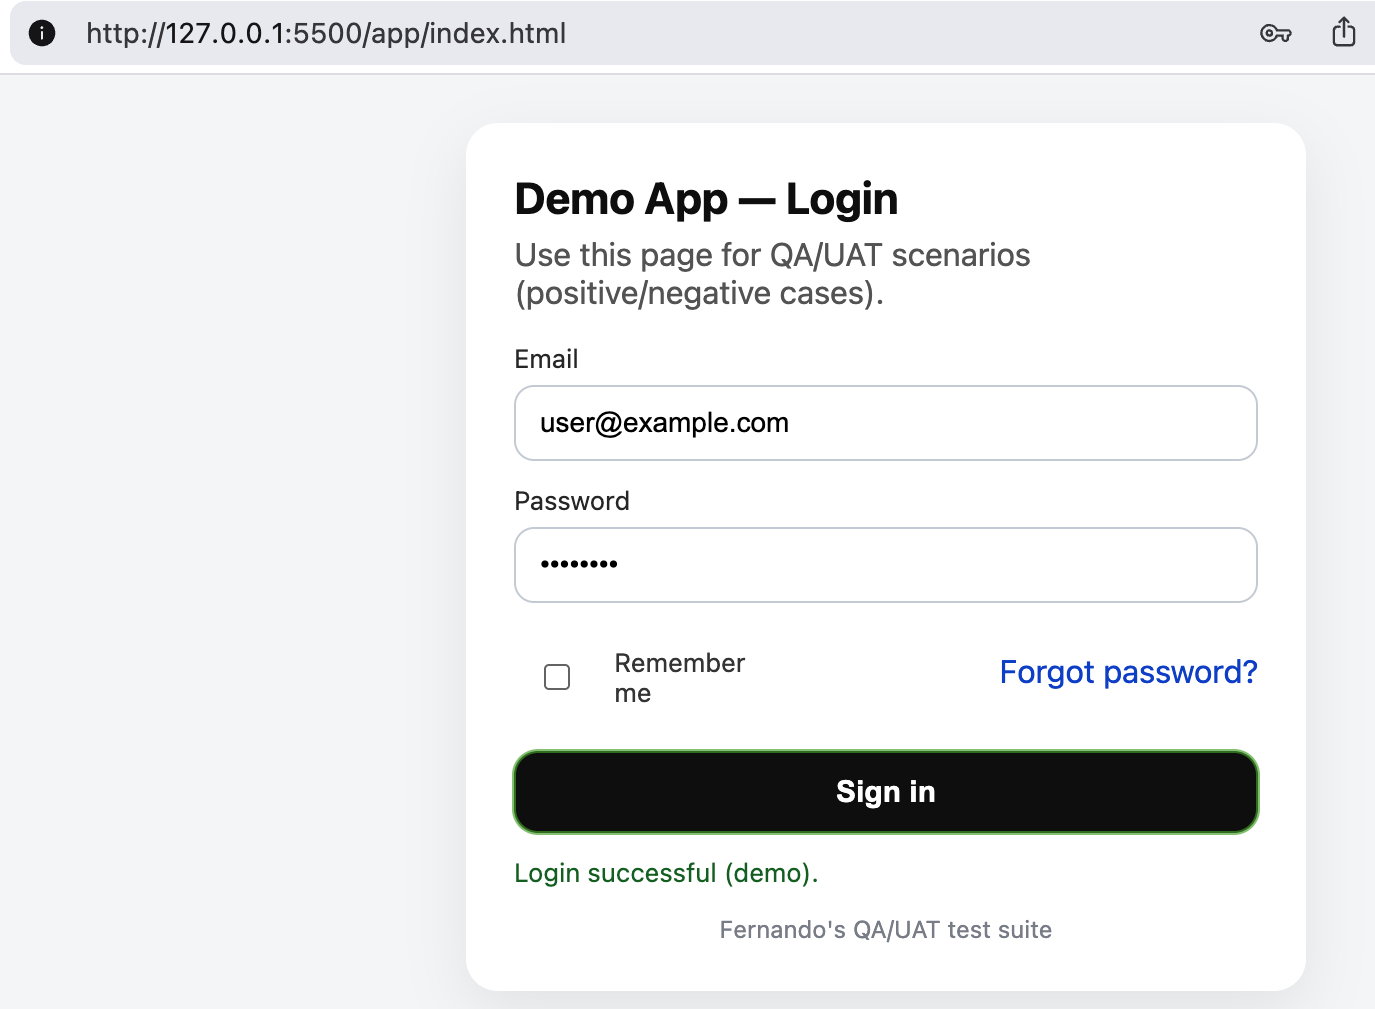 http://127.0.0.1:5500/app/index.html
Demo App — Login
Use this page for QA/UAT scenarios
(positive/negative cases).
Email
user@example.com
Password
••••••••
Remember
me
Forgot password?
Sign in
Login successful (demo).
Fernando's QA/UAT test suite